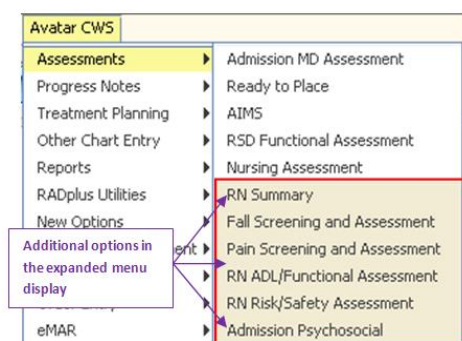 Avatar CWS
Assessments
Progress Notes
Treatment Planning
Other Chart Entry
Reports
RADplus Utilities
New Options
ent
eMAR
Admission MD Assessment
Ready to Place
AIMS
RSD Functional Assessment
Nursing Assessment
RN Summary
Fall Screening and Assessment
Pain Screening and Assessment
RN ADL/Functional Assessment
RN Risk/Safety Assessment
Admission Psychosocial
Additional options in
the expanded menu
display